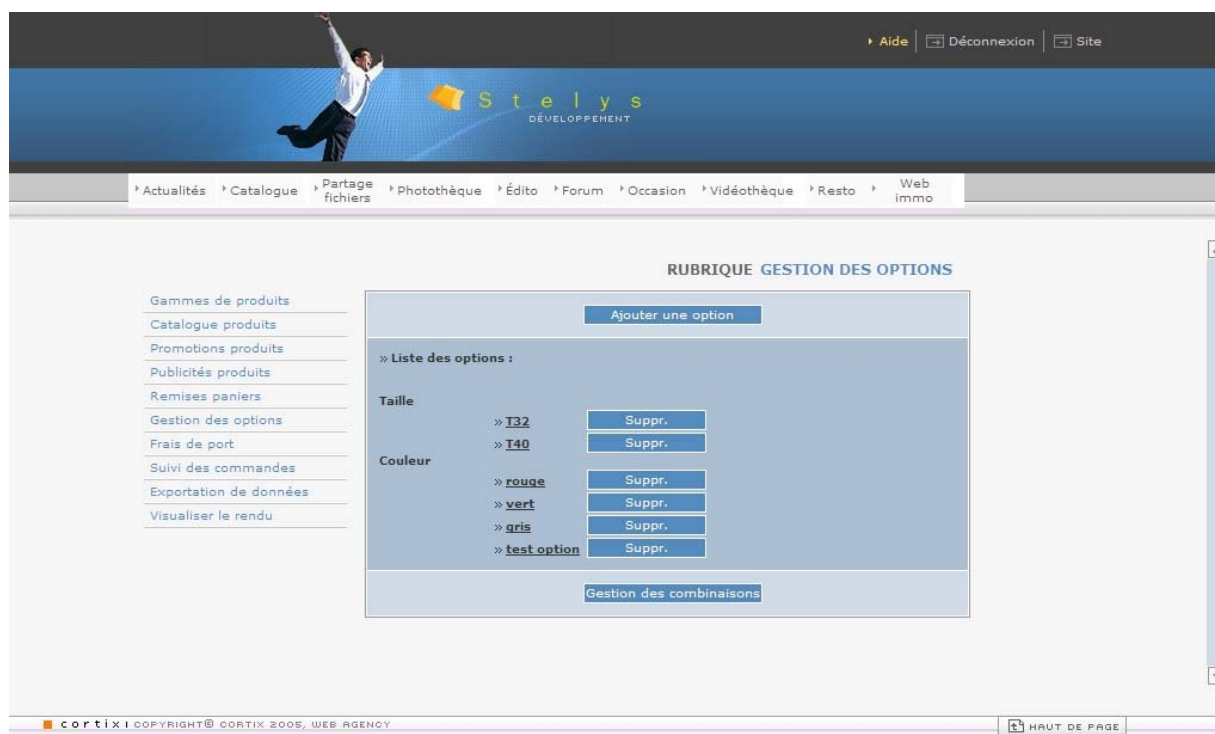 Aide Déconnexion Site
Stelys
DÉVELOPPEMENT
Actualités Catalogue Partage fichiers Photothèque Édito Forum Occasion Vidéothèque Resto Web immo
RUBRIQUE GESTION DES OPTIONS
Gammes de produits
Catalogue produits
Promotions produits
Publicités produits
Remises paniers
Gestion des options
Frais de port
Suivi des commandes
Exportation de données
Visualiser le rendu
Ajouter une option
» Liste des options :
Taille
» T32 Suppr.
» T40 Suppr.
Couleur
» rouge Suppr.
» vert Suppr.
» gris Suppr.
» test option Suppr.
Gestion des combinaisons
cortix COPYRIGHT© CORTIX 2005, WEB AGENCY
HAUT DE PAGE